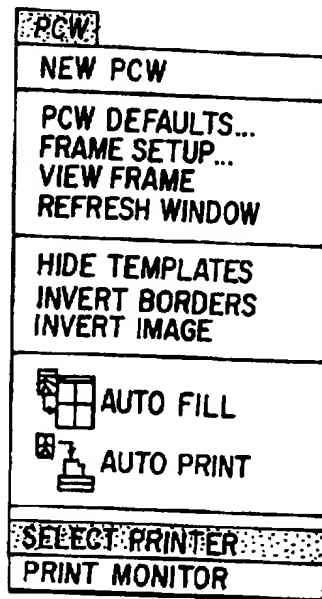 PCW
NEW PCW
PCW DEFAULTS...
FRAME SETUP...
VIEW FRAME
REFRESH WINDOW
HIDE TEMPLATES
INVERT BORDERS
INVERT IMAGE
AUTO FILL
AUTO PRINT
SELECT PRINTER
PRINT MONITOR